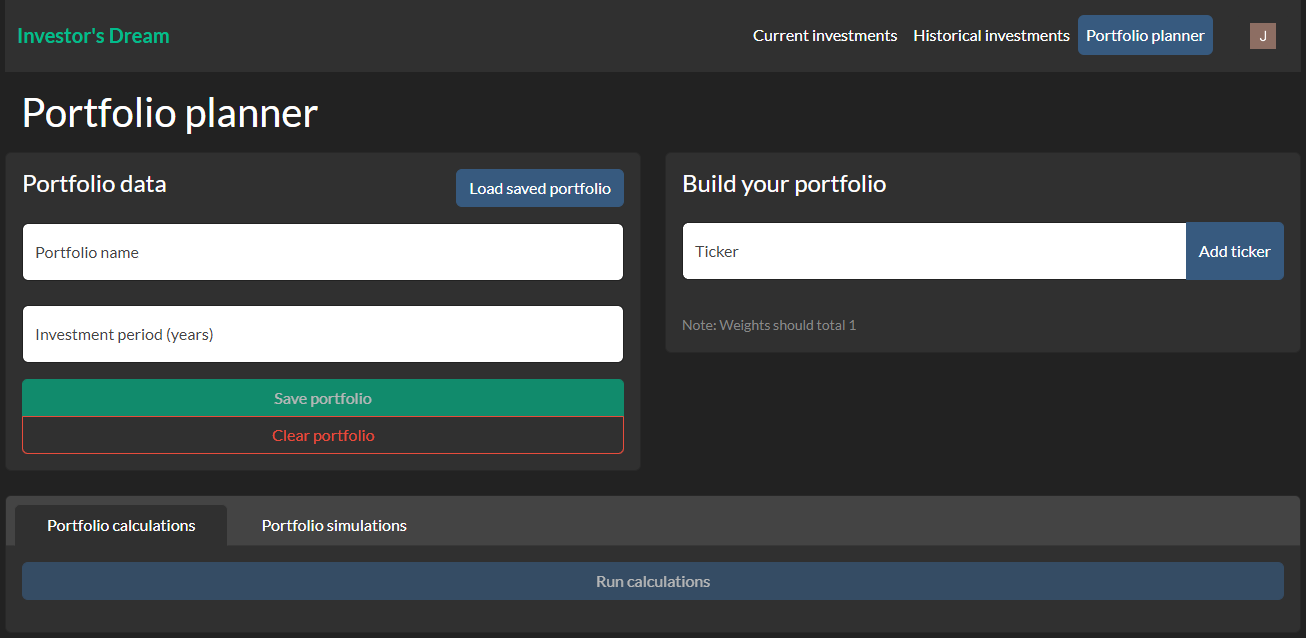 Investor's Dream
Current investments
Historical investments
Portfolio planner
J
Portfolio planner
Portfolio data
Load saved portfolio
Portfolio name
Investment period (years)
Save portfolio
Clear portfolio
Build your portfolio
Ticker
Add ticker
Note: Weights should total 1
Portfolio calculations
Portfolio simulations
Run calculations